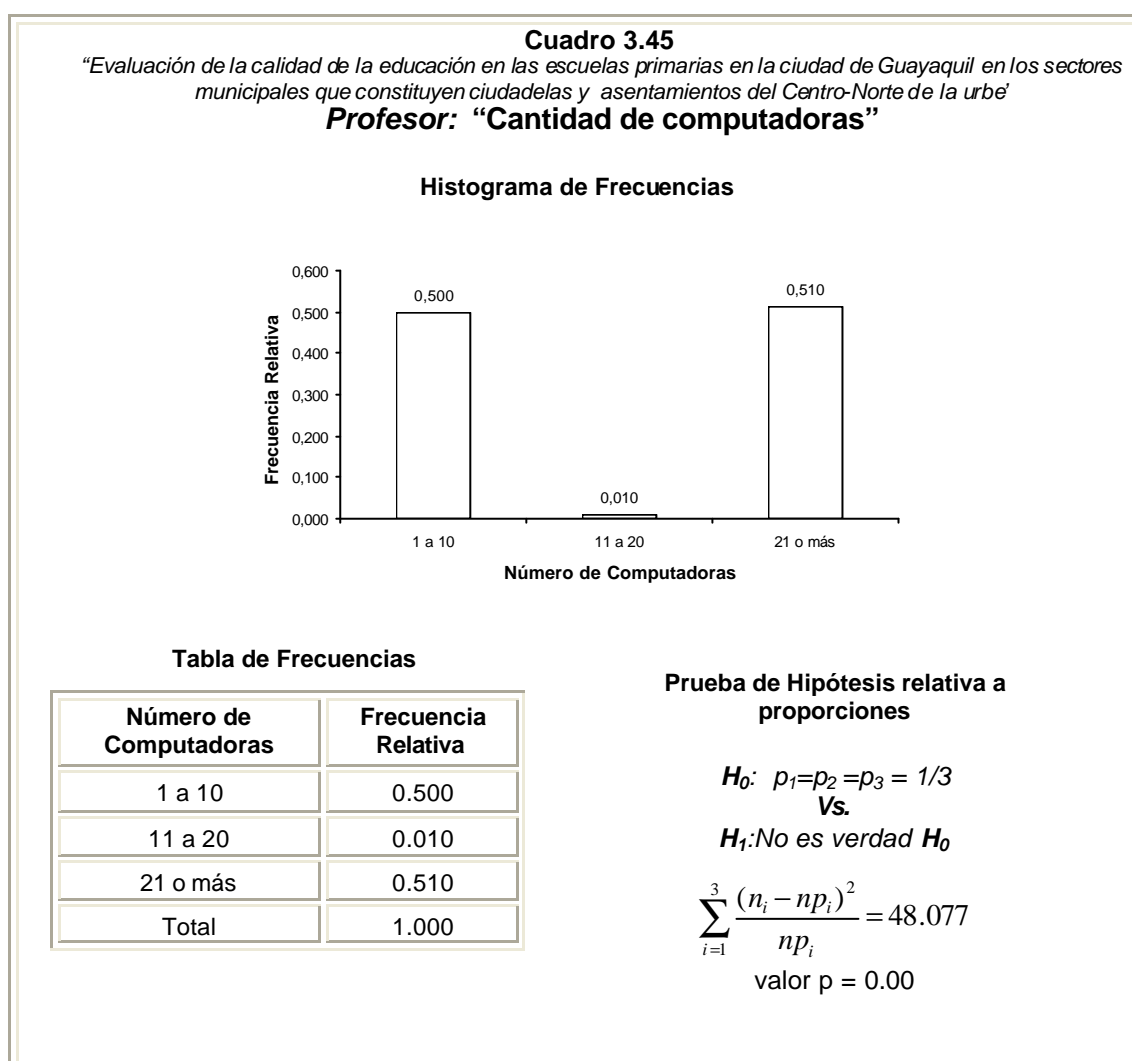 Cuadro 3.45
“Evaluación de la calidad de la educación en las escuelas primarias en la ciudad de Guayaquil en los sectores
municipales que constituyen ciudadelas y asentamientos del Centro-Norte de la urbe”
Profesor: “Cantidad de computadoras”
Histograma de Frecuencias
Frecuencia Relativa
0,600
0,500
0,400
0,300
0,200
0,100
0,000
0,500
0,010
0,510
1 a 10
11 a 20
21 o más
Número de Computadoras
Tabla de Frecuencias
Número de Computadoras Frecuencia Relativa
1 a 10 0.500
11 a 20 0.010
21 o más 0.510
Total 1.000
Prueba de Hipótesis relativa a
proporciones
H₀: p₁=p₂ =p₃ = 1/3
Vs.
H₁:No es verdad H₀
∑_{i=1}^{3} (n_i − np_i)² / np_i = 48.077
valor p = 0.00